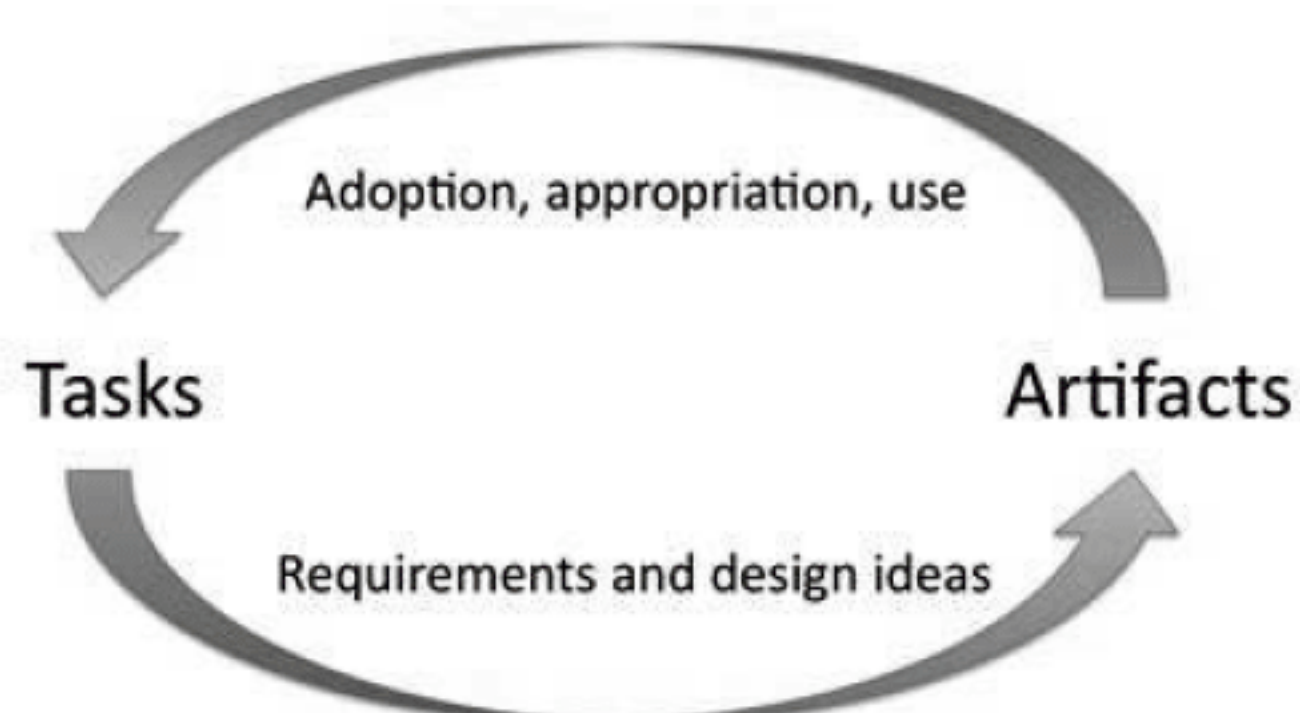 Adoption, appropriation, use
Tasks
Artifacts
Requirements and design ideas